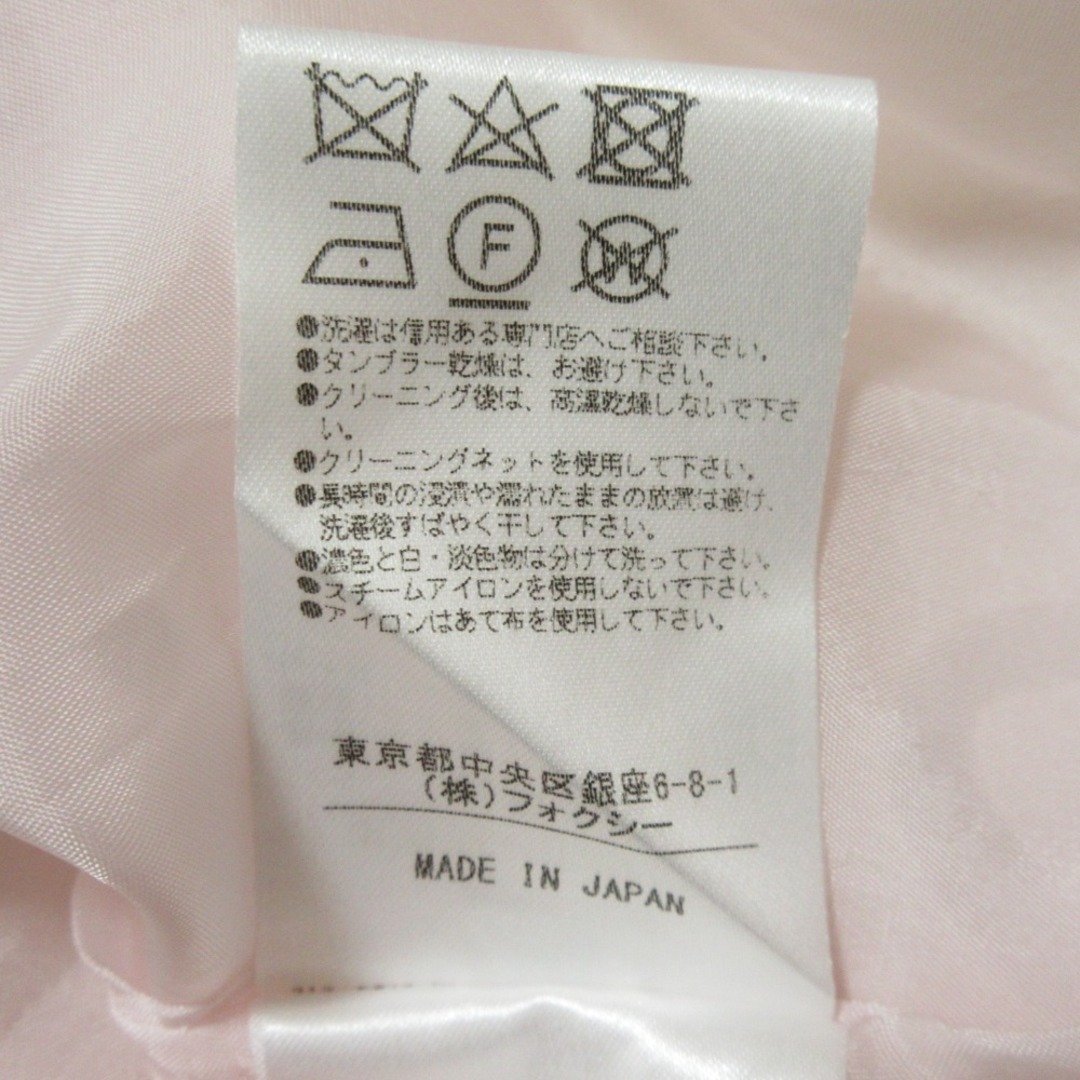 F
W
●洗濯は信用ある専門店へご相談下さい。
●タンブラー乾燥は、お避け下さい。
●クリーニング後は、高温乾燥しないで下さ
い。
●クリーニングネットを使用して下さい。
●長時間の浸漬や濡れたままの放置は避け、
洗濯後すばやく干して下さい。
●濃色と白・淡色物は分けて洗って下さい。
●スチームアイロンを使用しないで下さい。
●アイロンはあて布を使用して下さい。
東京都中央区銀座6-8-1
(株)フォクシー
MADE IN JAPAN